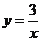 y = 3/x